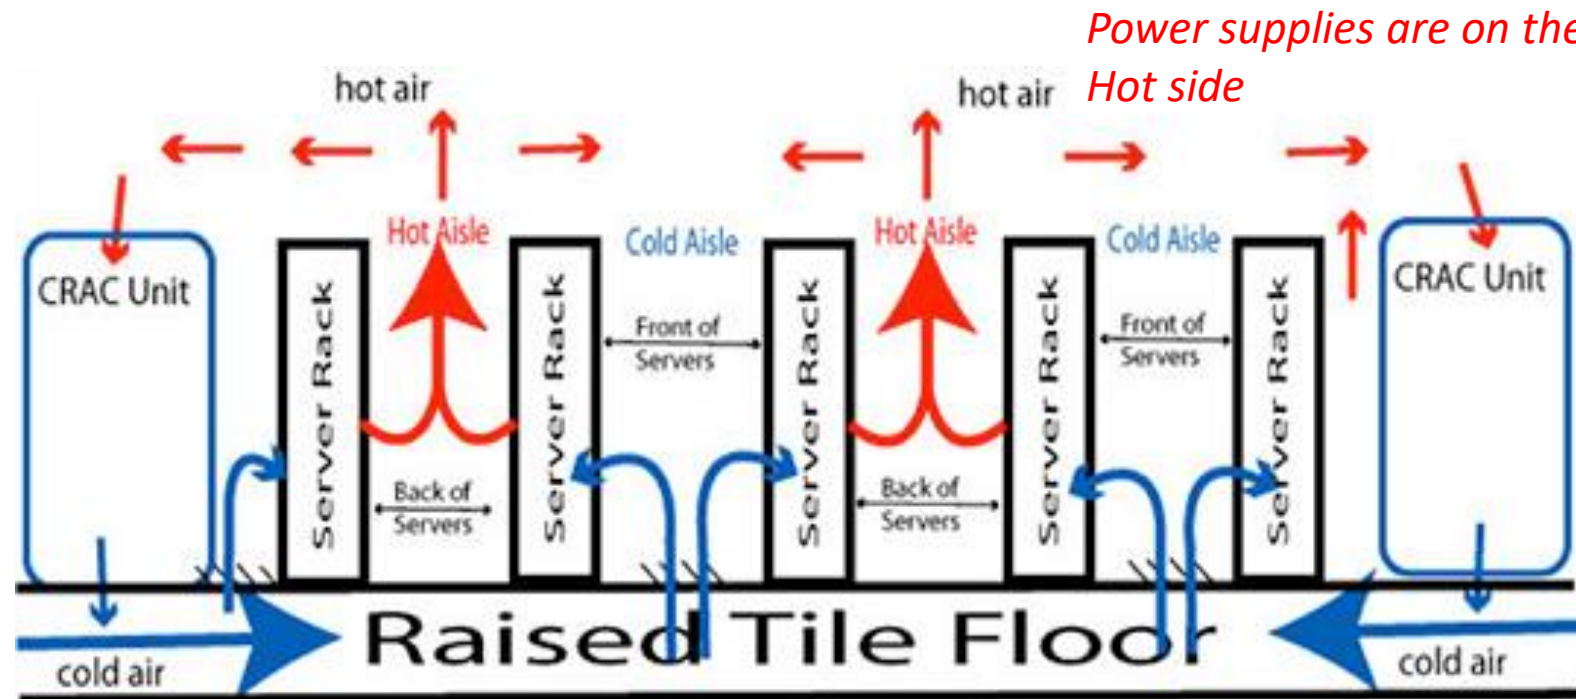 Power supplies are on the
Hot side
hot air
hot air
Hot Aisle
Cold Aisle
Hot Aisle
Cold Aisle
CRAC Unit
Server Rack
Server Rack
Front of
Servers
Server Rack
Server Rack
Front of
Servers
Server Rack
CRAC Unit
Back of
Servers
Back of
Servers
Raised Tile Floor
cold air
cold air